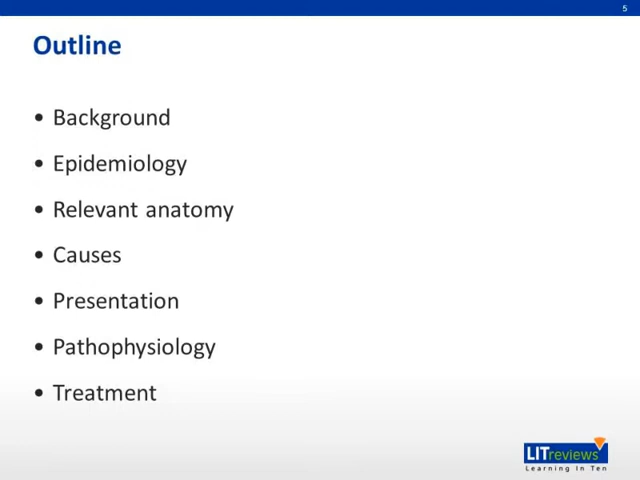 5
Outline
• Background
• Epidemiology
• Relevant anatomy
• Causes
• Presentation
• Pathophysiology
• Treatment
LITreviews
Learning In Ten